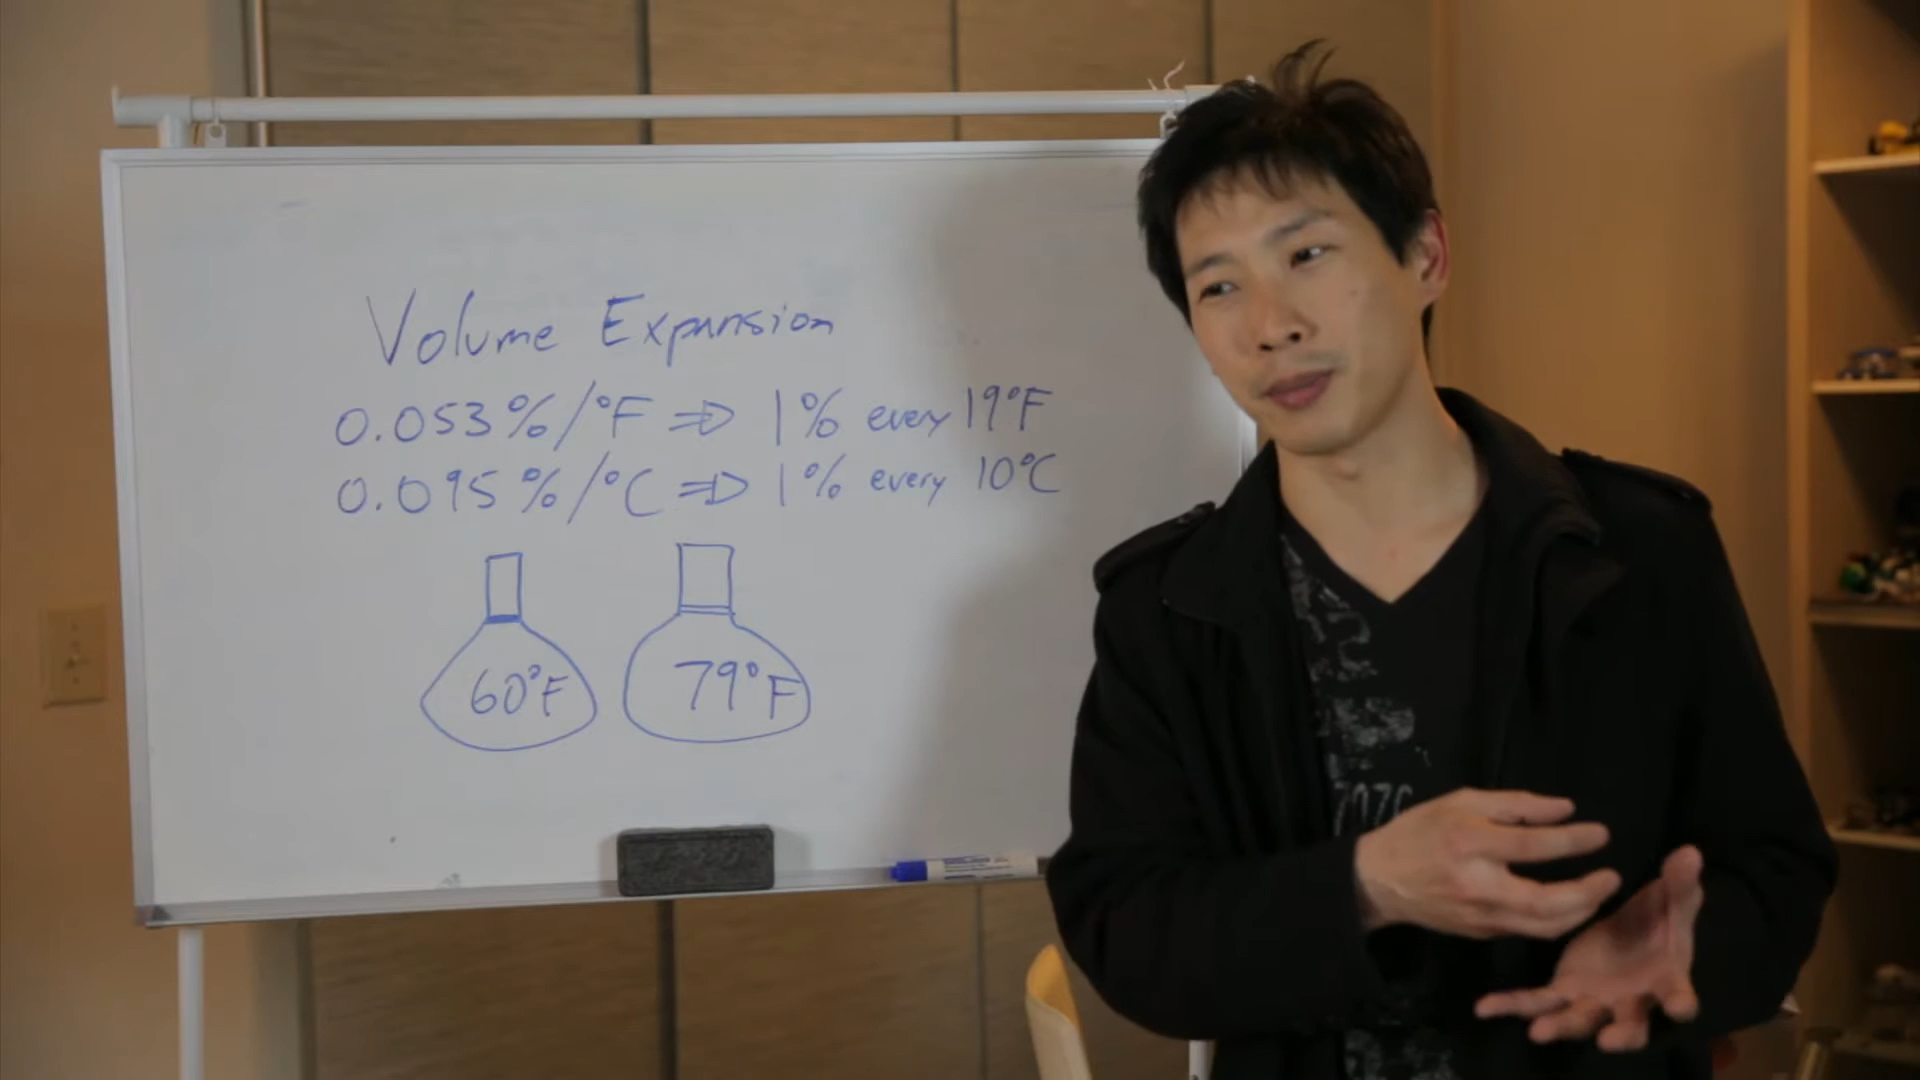 Volume Expansion
0.053%/°F ⇒ 1% every 19°F
0.095%/°C ⇒ 1% every 10°C
60°F 79°F